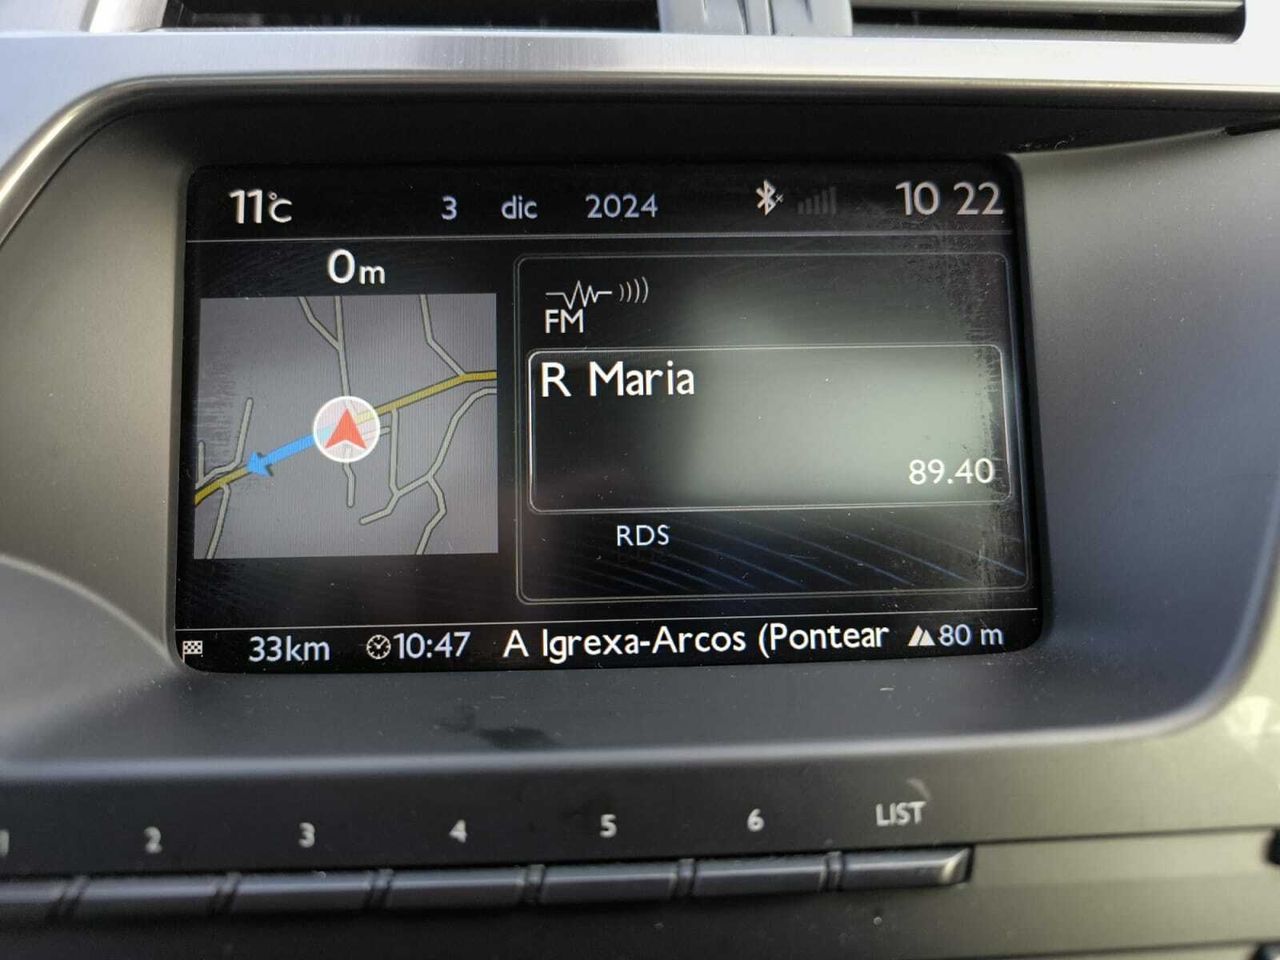 11°C 3 dic 2024 10 22
0m
FM
R Maria
89.40
RDS
33km 10:47 A Igrexa-Arcos (Pontear 80 m
1 2 3 4 5 6 LIST